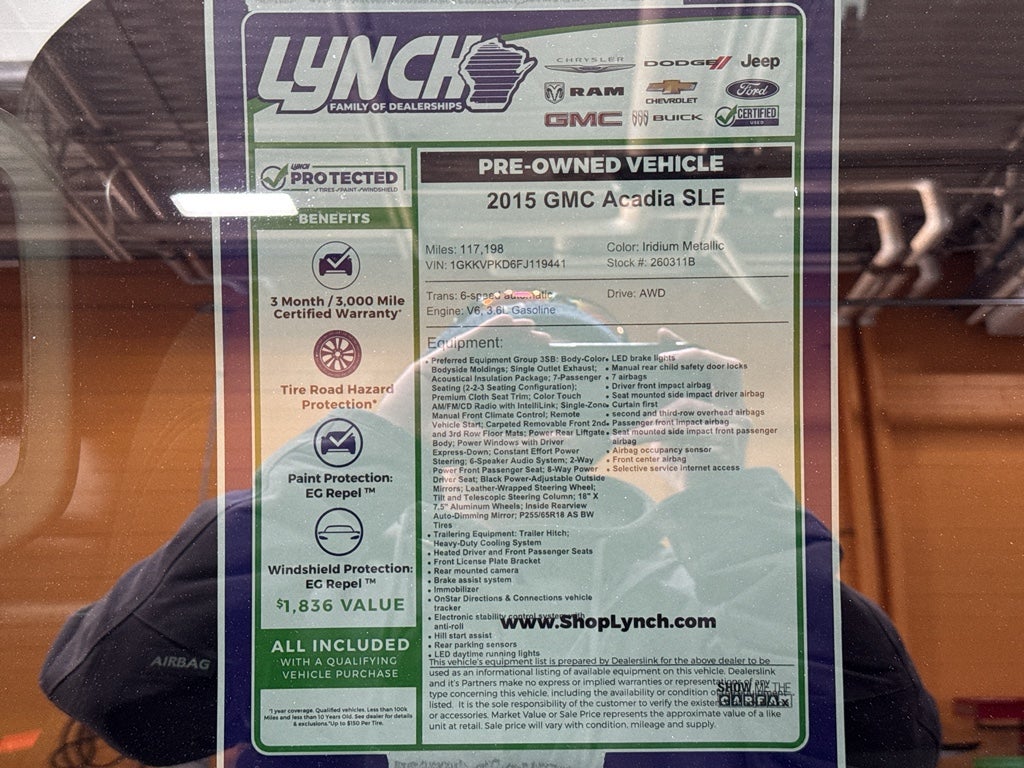 LYNCH
FAMILY OF DEALERSHIPS
CHRYSLER DODGE Jeep
RAM CHEVROLET Ford
GMC BUICK CERTIFIED
USED
LYNCH
PROTECTED
✓TIRES ✓PAINT ✓WINDSHIELD
BENEFITS
3 Month / 3,000 Mile
Certified Warranty*
Tire Road Hazard
Protection*
Paint Protection:
EG Repel ™
Windshield Protection:
EG Repel ™
$1,836 VALUE
ALL INCLUDED
WITH A QUALIFYING
VEHICLE PURCHASE
*1 year coverage. Qualified vehicles. Less than 100k
Miles and less than 10 Years Old. See dealer for details
& exclusions.*Up to $150 Per Tire.
PRE-OWNED VEHICLE
2015 GMC Acadia SLE
Miles: 117,198
Color: Iridium Metallic
VIN: 1GKKVPKD6FJ119441
Stock #: 260311B
Trans: 6-speed automatic
Drive: AWD
Engine: V6, 3.6L Gasoline
Equipment:
• Preferred Equipment Group 3SB: Body-Color
Bodyside Moldings; Single Outlet Exhaust;
Acoustical Insulation Package; 7-Passenger
Seating (2-2-3 Seating Configuration);
Premium Cloth Seat Trim; Color Touch
AM/FM/CD Radio with IntelliLink; Single-Zone
Manual Front Climate Control; Remote
Vehicle Start; Carpeted Removable Front 2nd
and 3rd Row Floor Mats; Power Rear Liftgate
Body; Power Windows with Driver
Express-Down; Constant Effort Power
Steering; 6-Speaker Audio System; 2-Way
Power Front Passenger Seat; 8-Way Power
Driver Seat; Black Power-Adjustable Outside
Mirrors; Leather-Wrapped Steering Wheel;
Tilt and Telescopic Steering Column; 18" X
7.5" Aluminum Wheels; Inside Rearview
Auto-Dimming Mirror; P255/65R18 AS BW
Tires
• Trailering Equipment: Trailer Hitch;
Heavy-Duty Cooling System
• Heated Driver and Front Passenger Seats
• Front License Plate Bracket
• Rear mounted camera
• Brake assist system
• Immobilizer
• OnStar Directions & Connections vehicle
tracker
• Electronic stability control system with
anti-roll
• Hill start assist
• Rear parking sensors
• LED daytime running lights
• LED brake lights
• Manual rear child safety door locks
• 7 airbags
• Driver front impact airbag
• Seat mounted side impact driver airbag
• Curtain first
• second and third-row overhead airbags
• Passenger front impact airbag
• Seat mounted side impact front passenger
airbag
• Airbag occupancy sensor
• Front center airbag
• Selective service internet access
www.ShopLynch.com
This vehicle's equipment list is prepared by Dealerslink for the above dealer to be
used as an informational listing of available equipment on this vehicle. Dealerslink
and it's Partners make no express or implied warranties or representations of any
type concerning this vehicle, including the availability or condition of
listed. It is the sole responsibility of the customer to verify the
or accessories. Market Value or Sale Price represents the approximate value of a like
unit at retail. Sale price will vary with condition, mileage and supply.
SHOW ME THE
CARFAX
AIRBAG